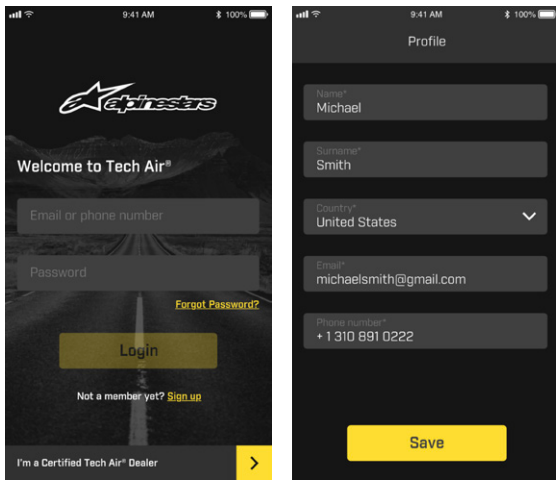 9:41 AM
100%
alpinestars
Welcome to Tech Air®
Email or phone number
Password
Forgot Password?
Login
Not a member yet? Sign up
I'm a Certified Tech Air® Dealer
9:41 AM
100%
Profile
Name*
Michael
Surname*
Smith
Country*
United States
Email*
michaelsmith@gmail.com
Phone number*
+ 1 310 891 0222
Save